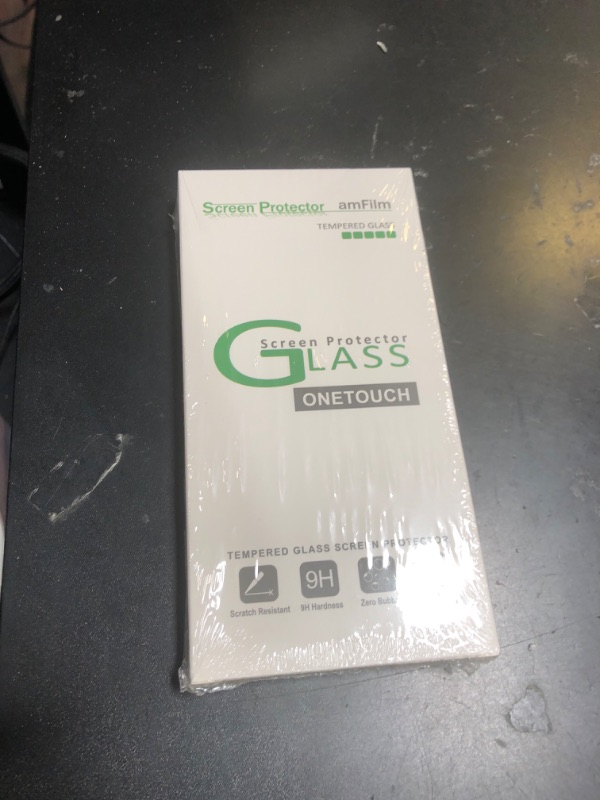 Screen Protector amFilm
TEMPERED GLASS
Screen Protector
GLASS
ONETOUCH
TEMPERED GLASS SCREEN PROTECTOR
9H
Scratch Resistant 9H Hardness Zero